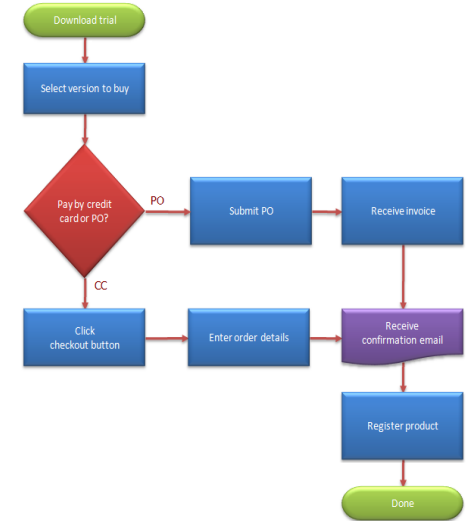 Download trial
Select version to buy
Pay by credit
card or PO?
PO
Submit PO
Receive invoice
CC
Click
checkout button
Enter order details
Receive
confirmation email
Register product
Done